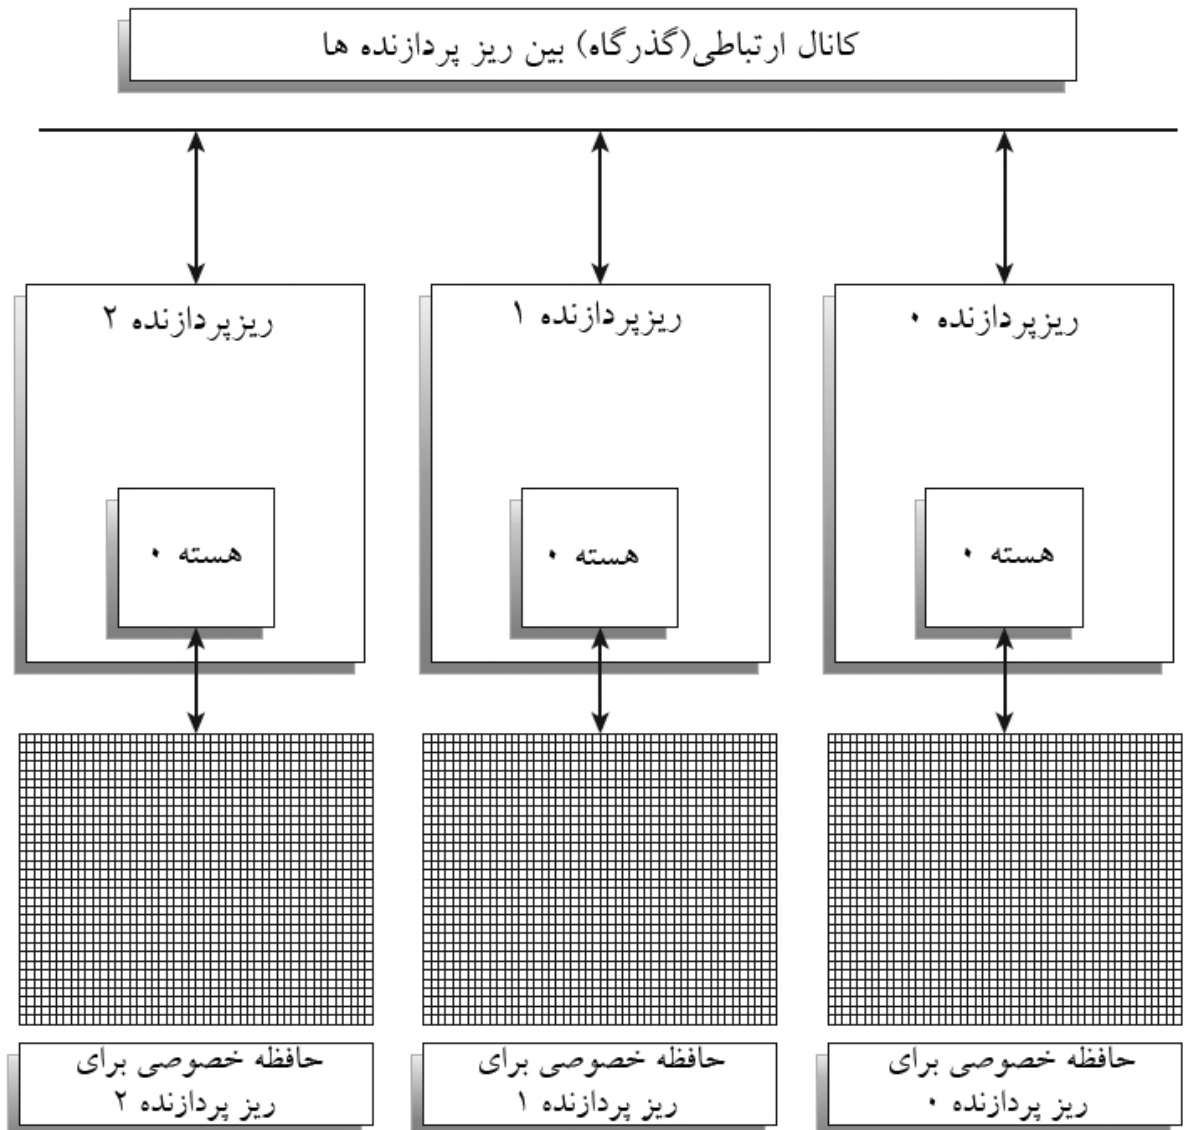 کانال ارتباطی(گذرگاه) بین ریز پردازنده ها
ریزپردازنده ۰
ریزپردازنده ۱
ریزپردازنده ۲
هسته ۰
هسته ۰
هسته ۰
حافظه خصوصی برای
ریز پردازنده ۰
حافظه خصوصی برای
ریز پردازنده ۱
حافظه خصوصی برای
ریز پردازنده ۲